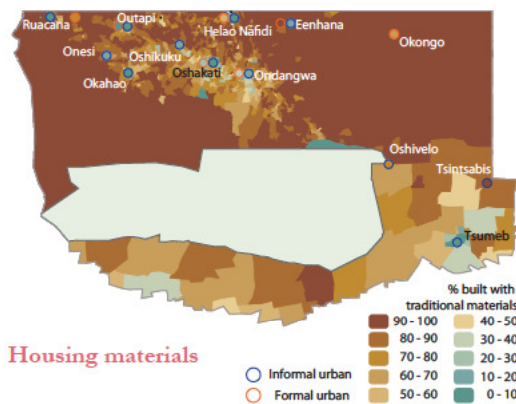 Ruacana
Outapi
Helao Nafidi
Eenhana
Okongo
Onesi
Oshikuku
Oshakati
Ondangwa
Okahao
Oshivelo
Tsintsabis
Tsumeb
% built with
traditional materials
90 - 100
80 - 90
70 - 80
60 - 70
50 - 60
40 - 50
30 - 40
20 - 30
10 - 20
0 - 10
Housing materials
Informal urban
Formal urban